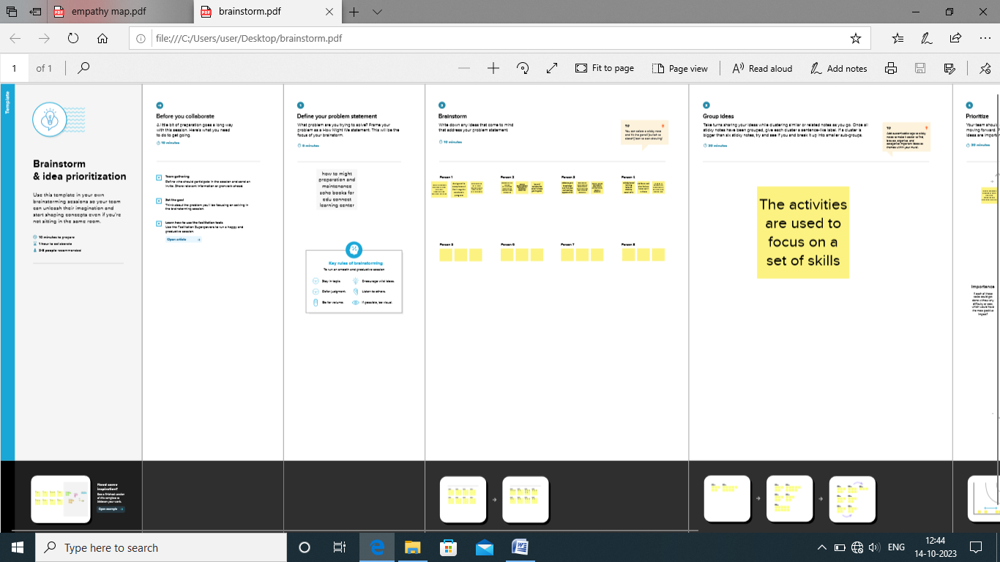 empathy map.pdf
brainstorm.pdf
file:///C:/Users/user/Desktop/brainstorm.pdf
1 of 1
Fit to page
Page view
Read aloud
Add notes
Template
Brainstorm
& idea prioritization
Use this template in your own
brainstorming sessions so your team
can unleash their imagination and
start shaping concepts even if you're
not sitting in the same room.
10 minutes to prepare
1 hour to collaborate
2-8 people recommended
Before you collaborate
A little bit of preparation goes a long way
with this session. Here's what you need
to do to get going.
10 minutes
Team gathering
Define who should participate in the session and send an
invite. Share relevant information or pre-work ahead.
Set the goal
Think about the problem you'll be focusing on solving in
the brainstorming session.
Learn how to use the facilitation tools
Use the Facilitation Superpowers to run a happy and
productive session.
Open article
1
Define your problem statement
What problem are you trying to solve? Frame your
problem as a How Might We statement. This will be the
focus of your brainstorm.
5 minutes
how to might
preparation and
maintenance
soho books for
edu connect
learning center
Key rules of brainstorming
To run an smooth and productive session
Stay in topic.
Encourage wild ideas.
Defer judgment.
Listen to others.
Go for volume.
If possible, be visual.
Brainstorm
Write down any ideas that come to mind
that address your problem statement.
10 minutes
TIP
You can select a sticky note
and hit the pencil [switch to
sketch] icon to start drawing!
Person 1
Person 2
Person 3
Person 4
Person 5
Person 6
Person 7
Person 8
Group ideas
Take turns sharing your ideas while clustering similar or related notes as you go. Once all
sticky notes have been grouped, give each cluster a sentence-like label. If a cluster is
bigger than six sticky notes, try and see if you and break it up into smaller sub-groups.
20 minutes
TIP
Add customizable tags to sticky
notes to make it easier to find,
browse, organize, and
categorize important ideas as
themes within your mural.
The activities
are used to
focus on a
set of skills
Prioritize
Your team shoul
moving forward.
ideas are import
20 minutes
Importance
If each of these
tasks could get
done without any
difficulty or cost,
which would have
the most positive
impact?
Need some
inspiration?
See a finished version
of this template to
kickstart your work.
Open example
Type here to search
ENG
12:44
14-10-2023